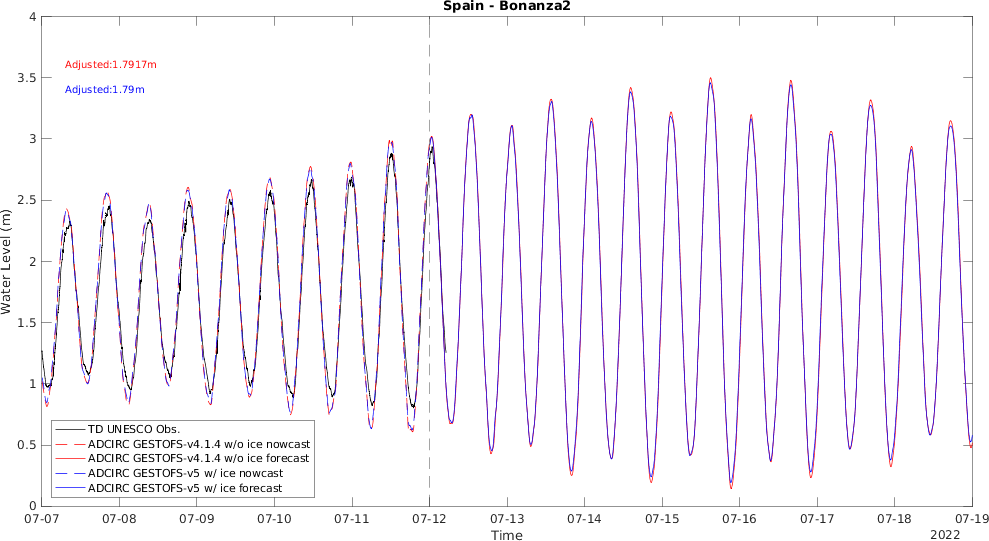 Spain - Bonanza2
4
3.5
3
2.5
2
1.5
1
0.5
0
Water Level (m)
Adjusted:1.7917m
Adjusted:1.79m
TD UNESCO Obs.
ADCIRC GESTOFS-v4.1.4 w/o ice nowcast
ADCIRC GESTOFS-v4.1.4 w/o ice forecast
ADCIRC GESTOFS-v5 w/ ice nowcast
ADCIRC GESTOFS-v5 w/ ice forecast
07-07 07-08 07-09 07-10 07-11 07-12 07-13 07-14 07-15 07-16 07-17 07-18 07-19
Time
2022